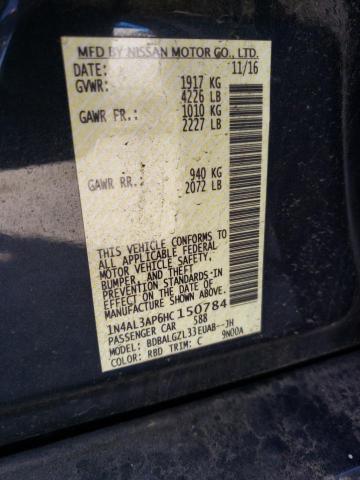 MFD BY NISSAN MOTOR CO., LTD.
DATE: 11/16
GVWR: 1917 KG
4226 LB
GAWR FR.: 1010 KG
2227 LB
GAWR RR.: 940 KG
2072 LB
THIS VEHICLE CONFORMS TO
ALL APPLICABLE FEDERAL
MOTOR VEHICLE SAFETY,
BUMPER, AND THEFT
PREVENTION STANDARDS IN
EFFECT ON THE DATE OF
MANUFACTURE SHOWN ABOVE.
1N4AL3AP6HC150784
PASSENGER CAR S88
MODEL: BDBALGZL33EUAB--JH
COLOR: RBD TRIM: C 9N00A